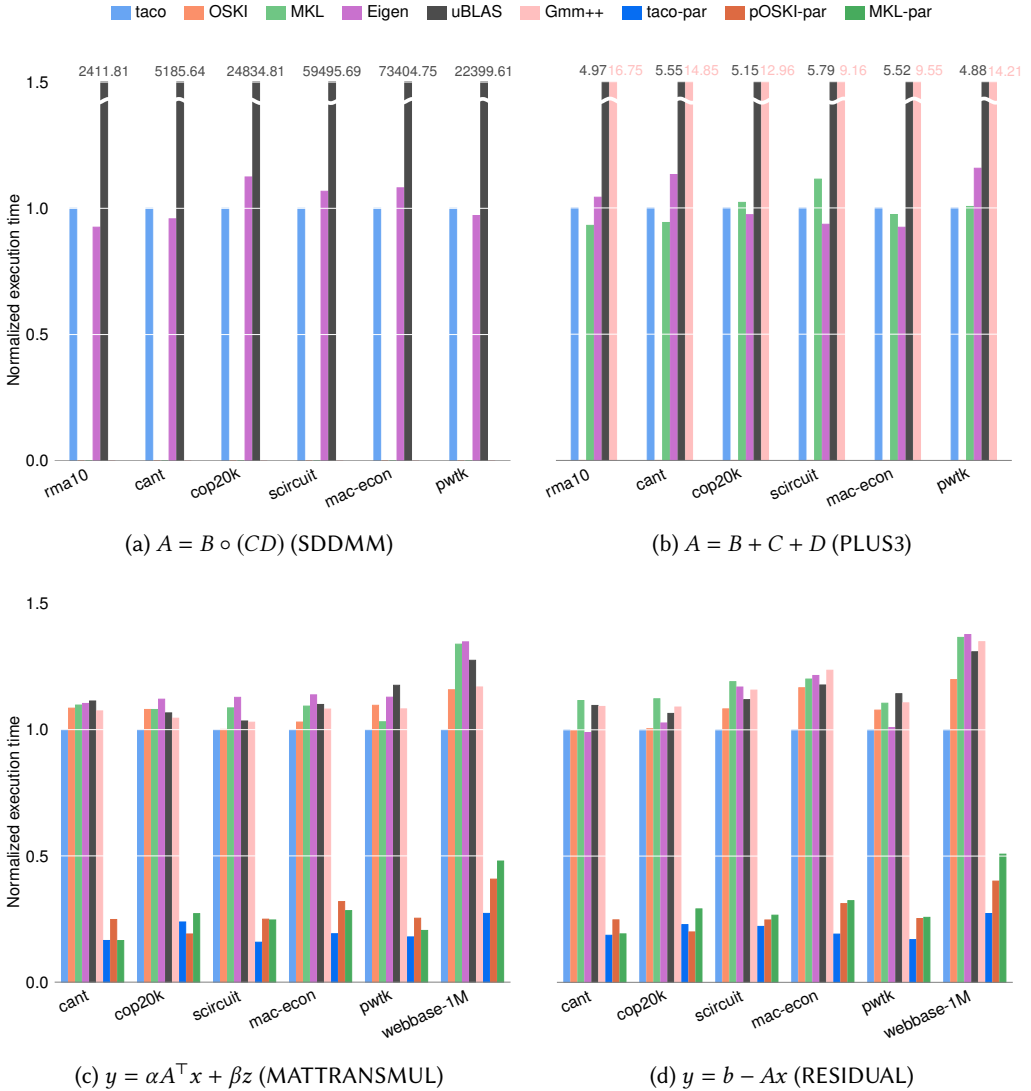 taco OSKI MKL Eigen uBLAS Gmm++ taco-par pOSKI-par MKL-par
2411.81 5185.64 24834.81 59495.69 73404.75 22399.61
1.5
1.0
0.5
0.0
Normalized execution time
rma10 cant cop20k scircuit mac-econ pwtk
(a) A = B ∘ (CD) (SDDMM)
4.97 16.75 5.55 14.85 5.15 12.96 5.79 9.16 5.52 9.55 4.88 14.21
rma10 cant cop20k scircuit mac-econ pwtk
(b) A = B + C + D (PLUS3)
1.5
1.0
0.5
0.0
Normalized execution time
cant cop20k scircuit mac-econ pwtk webbase-1M
(c) y = αA⊤x + βz (MATTRANSMUL)
cant cop20k scircuit mac-econ pwtk webbase-1M
(d) y = b − Ax (RESIDUAL)